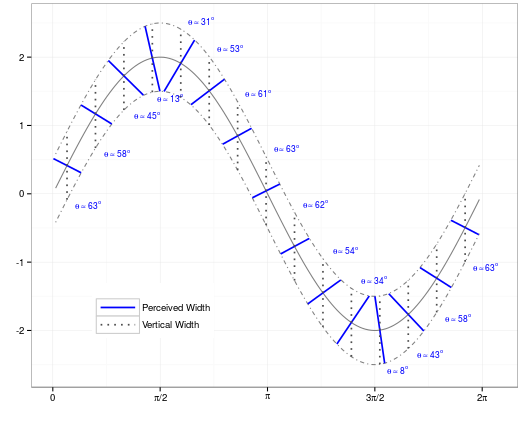 θ≃31°
θ≃53°
2
θ≃61°
θ≃13°
θ≃45°
1
θ≃63°
θ≃58°
0
θ≃63°
θ≃62°
θ≃54°
-1
θ≃63°
θ≃34°
Perceived Width
θ≃58°
Vertical Width
-2
θ≃43°
θ≃8°
0 π/2 π 3π/2 2π